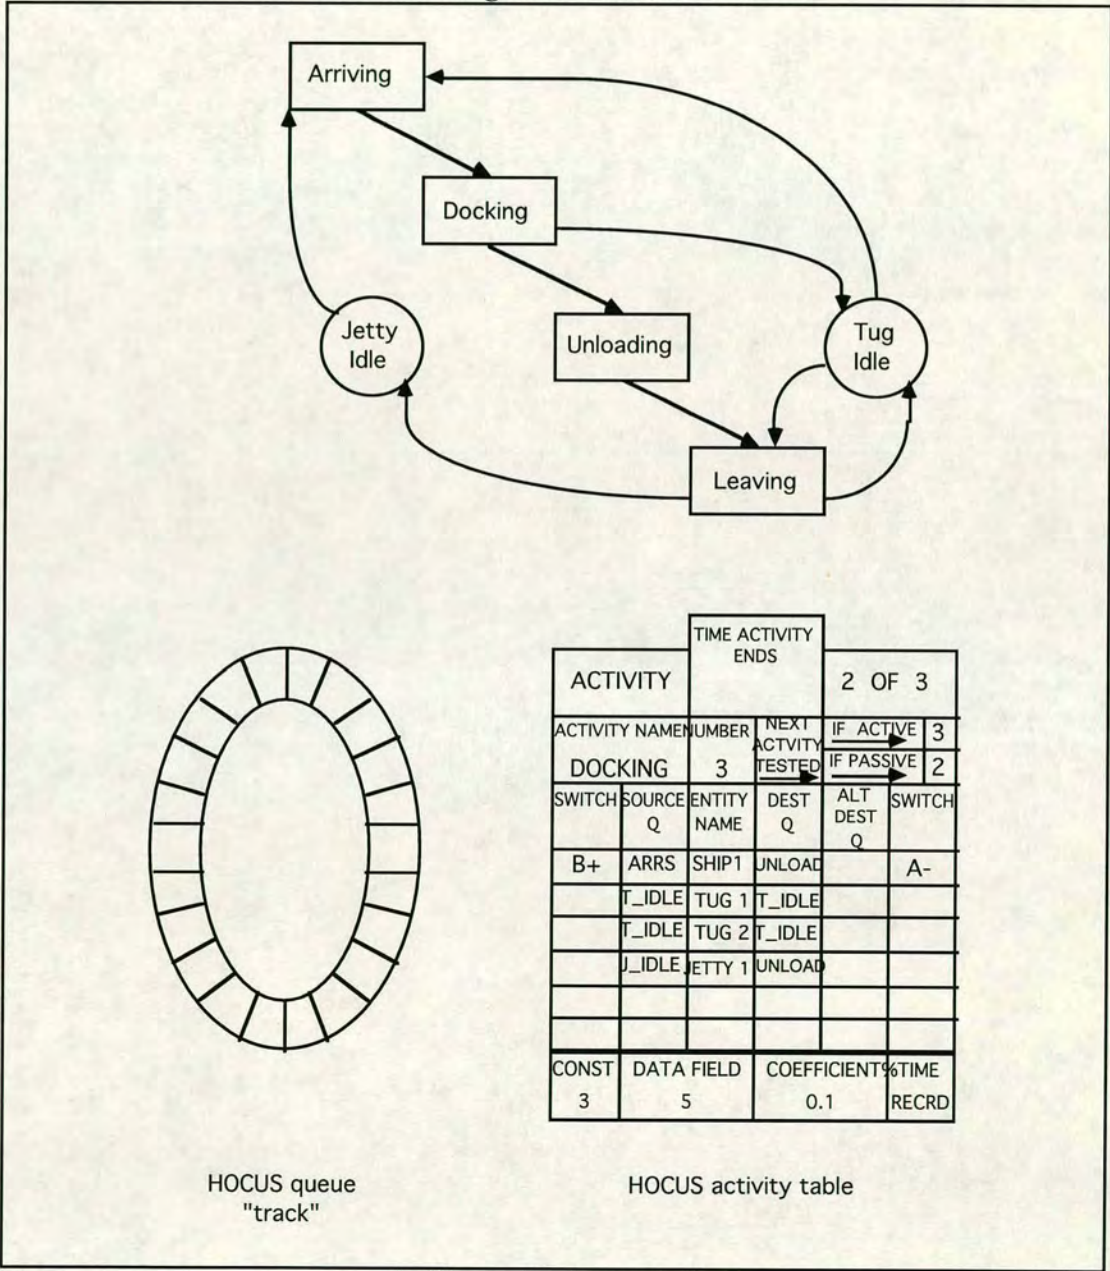 Arriving
Docking
Jetty
Idle
Unloading
Tug
Idle
Leaving
TIME ACTIVITY
ENDS
ACTIVITY
2 OF 3
ACTIVITY NAME
NUMBER
NEXT
ACTVITY
TESTED
IF ACTIVE
3
DOCKING
3
IF PASSIVE
2
SWITCH
SOURCE
Q
ENTITY
NAME
DEST
Q
ALT
DEST
Q
SWITCH
B+ ARRS SHIP1 UNLOAD A-
T_IDLE TUG 1 T_IDLE
T_IDLE TUG 2 T_IDLE
J_IDLE JETTY 1 UNLOAD
CONST DATA FIELD COEFFICIENT %TIME
3 5 0.1 RECRD
HOCUS queue
"track"
HOCUS activity table